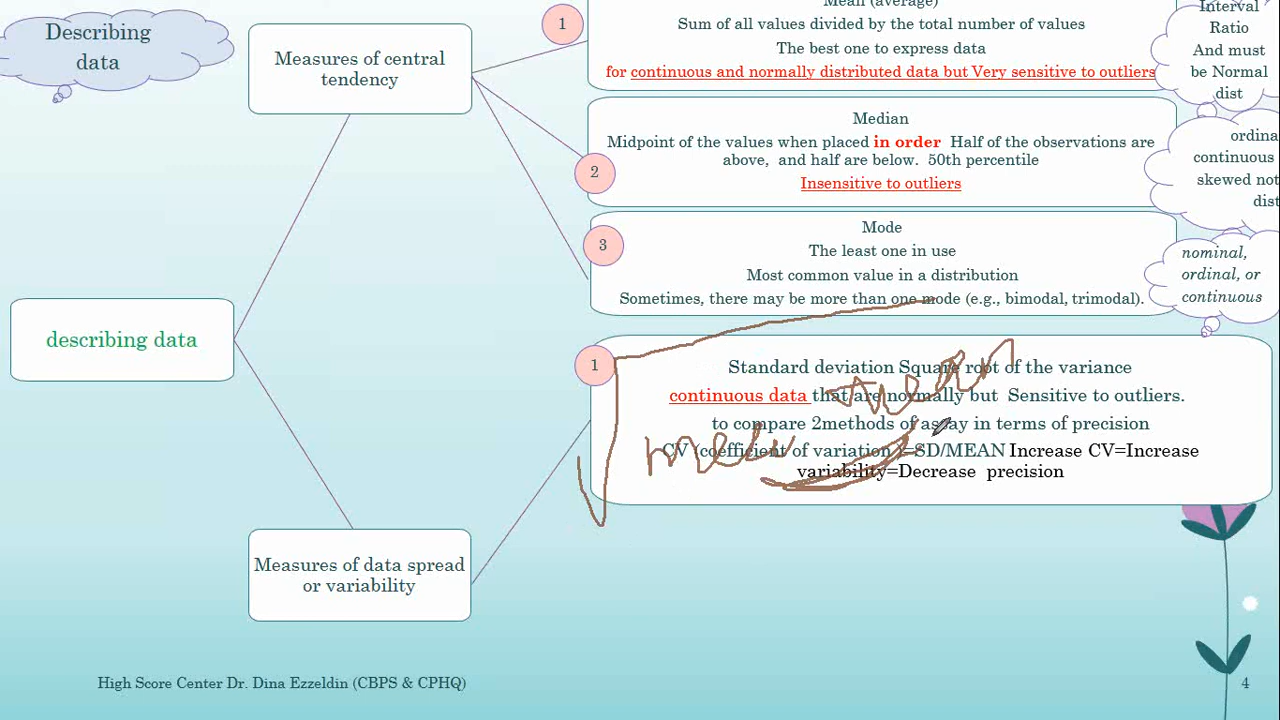 Describing
data
Measures of central
tendency
1
Mean (average)
Sum of all values divided by the total number of values
The best one to express data
for continuous and normally distributed data but Very sensitive to outliers
Interval
Ratio
And must
be Normal
dist
2
Median
Midpoint of the values when placed in order Half of the observations are
above, and half are below. 50th percentile
Insensitive to outliers
ordina
continuous
skewed not
dist
3
Mode
The least one in use
Most common value in a distribution
Sometimes, there may be more than one mode (e.g., bimodal, trimodal).
nominal,
ordinal, or
continuous
describing data
1
Standard deviation Square root of the variance
continuous data that are normally but Sensitive to outliers.
to compare 2methods of assay in terms of precision
CV (coefficient of variation )=SD/MEAN Increase CV=Increase
variability=Decrease precision
mean
Measures of data spread
or variability
High Score Center Dr. Dina Ezzeldin (CBPS & CPHQ)
4